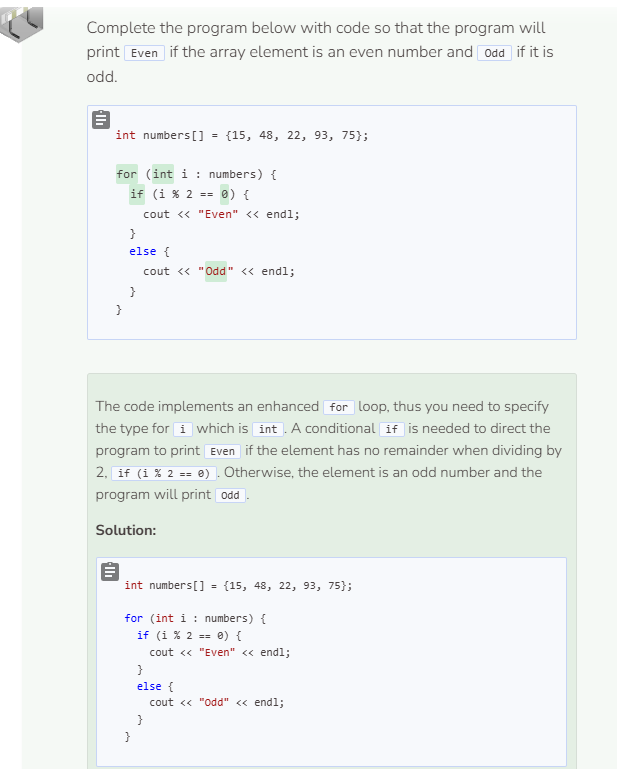 Complete the program below with code so that the program will
print Even if the array element is an even number and Odd if it is
odd.
int numbers[] = {15, 48, 22, 93, 75};
for (int i : numbers) {
if (i % 2 == 0) {
cout << "Even" << endl;
}
else {
cout << "Odd" << endl;
}
}
The code implements an enhanced for loop, thus you need to specify
the type for i which is int . A conditional if is needed to direct the
program to print Even if the element has no remainder when dividing by
2, if (i % 2 == 0) . Otherwise, the element is an odd number and the
program will print Odd .
Solution:
int numbers[] = {15, 48, 22, 93, 75};
for (int i : numbers) {
if (i % 2 == 0) {
cout << "Even" << endl;
}
else {
cout << "Odd" << endl;
}
}